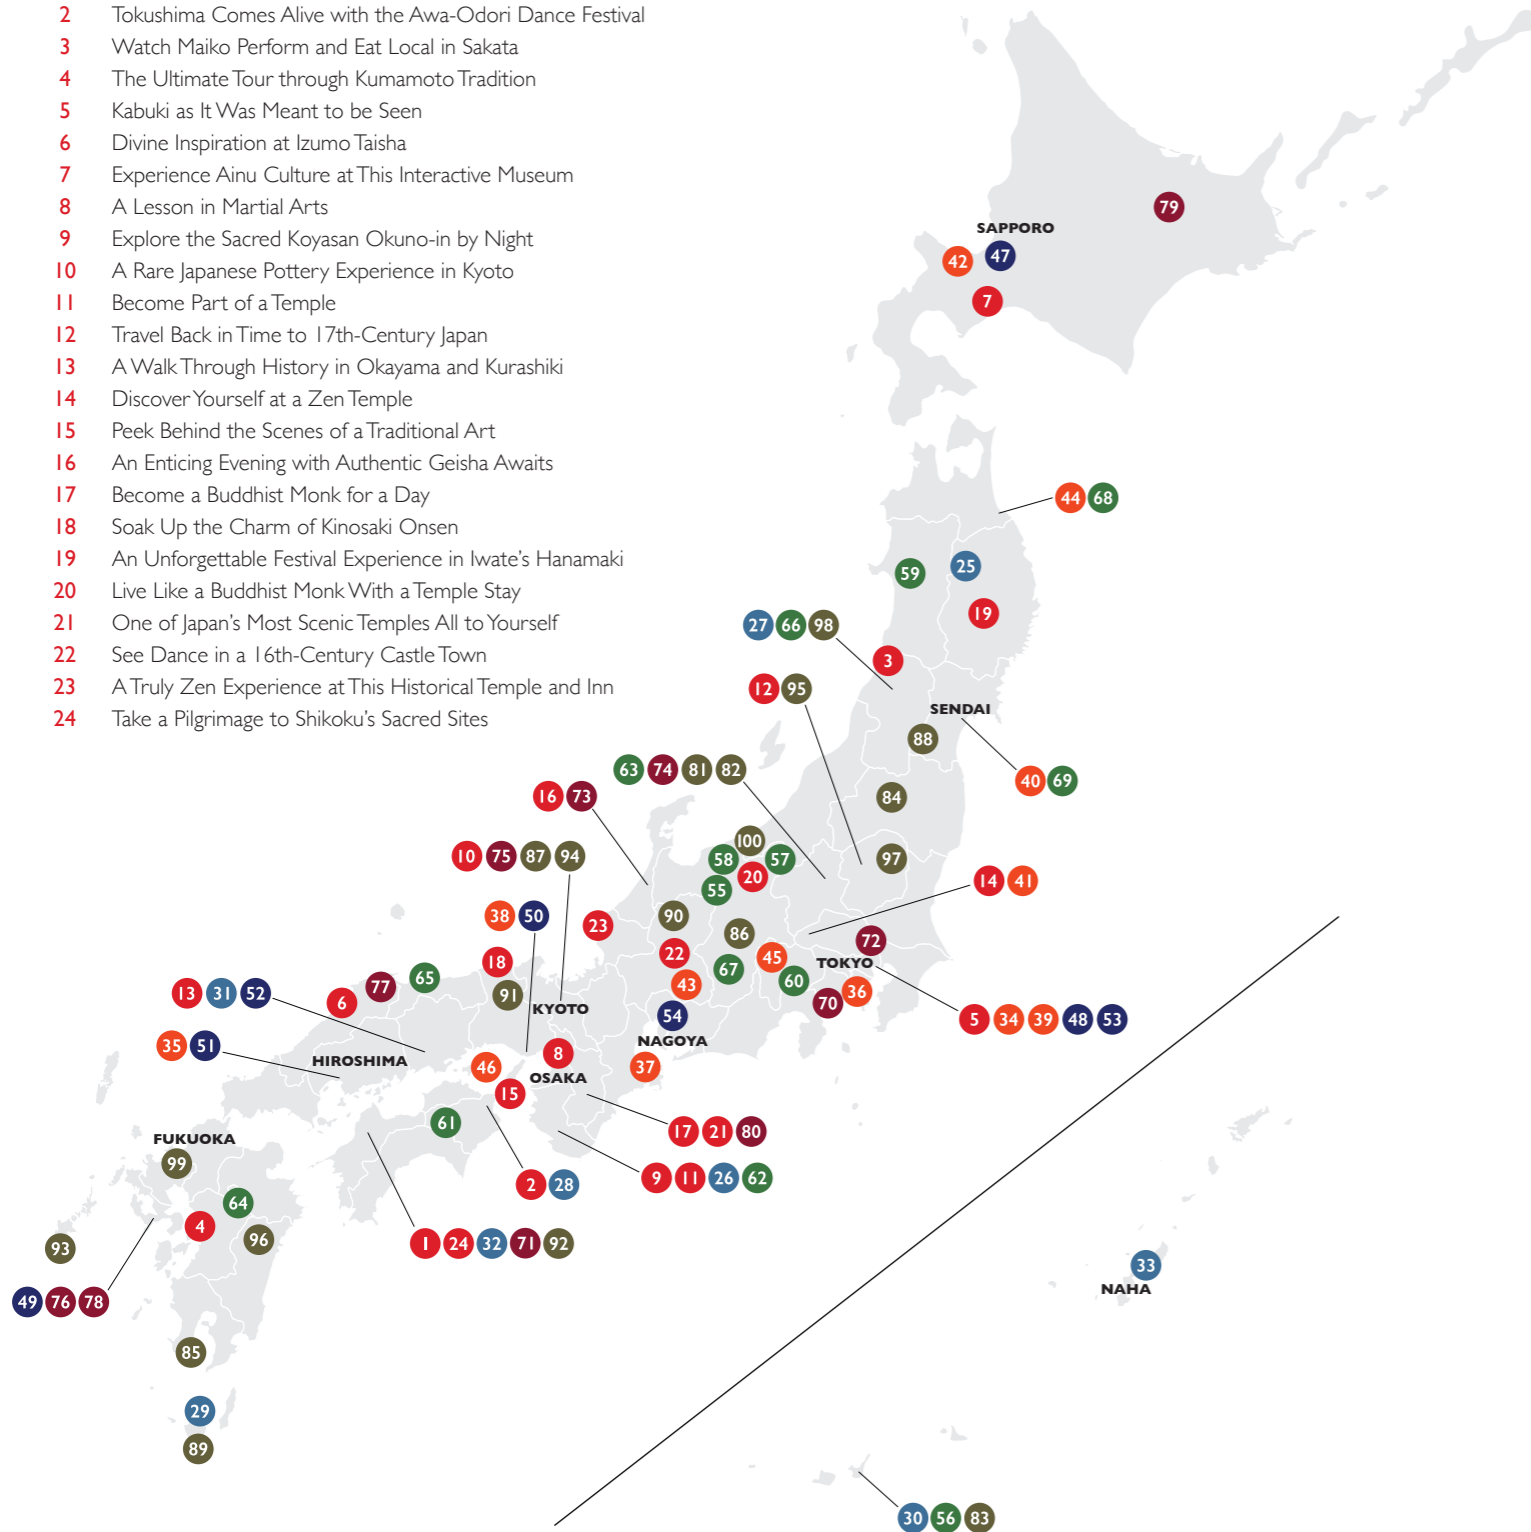 2 Tokushima Comes Alive with the Awa-Odori Dance Festival
3 Watch Maiko Perform and Eat Local in Sakata
4 The Ultimate Tour through Kumamoto Tradition
5 Kabuki as It Was Meant to be Seen
6 Divine Inspiration at Izumo Taisha
7 Experience Ainu Culture at This Interactive Museum
8 A Lesson in Martial Arts
9 Explore the Sacred Koyasan Okuno-in by Night
10 A Rare Japanese Pottery Experience in Kyoto
11 Become Part of a Temple
12 Travel Back in Time to 17th-Century Japan
13 A Walk Through History in Okayama and Kurashiki
14 Discover Yourself at a Zen Temple
15 Peek Behind the Scenes of a Traditional Art
16 An Enticing Evening with Authentic Geisha Awaits
17 Become a Buddhist Monk for a Day
18 Soak Up the Charm of Kinosaki Onsen
19 An Unforgettable Festival Experience in Iwate's Hanamaki
20 Live Like a Buddhist Monk With a Temple Stay
21 One of Japan's Most Scenic Temples All to Yourself
22 See Dance in a 16th-Century Castle Town
23 A Truly Zen Experience at This Historical Temple and Inn
24 Take a Pilgrimage to Shikoku's Sacred Sites
79
SAPPORO
42 47
7
44 68
59 25
19
27 66 98
3
12 95
SENDAI
88
63 74 81 82
40 69
16 73
84
100
10 75 87 94
58 57
97
20
14 41
55
38 50
90
23
86
72
22
18
TOKYO
45
67
65
60
77
43
13 31 52
36
91
70
6
KYOTO
54
5 34 39 48 53
NAGOYA
35 51
8
HIROSHIMA
46
37
OSAKA
15
61
17 21 80
FUKUOKA
99
9 11 26 62
2 28
64
4
96
1 24 32 71 92
93
33
NAHA
49 76 78
85
29
89
30 56 83